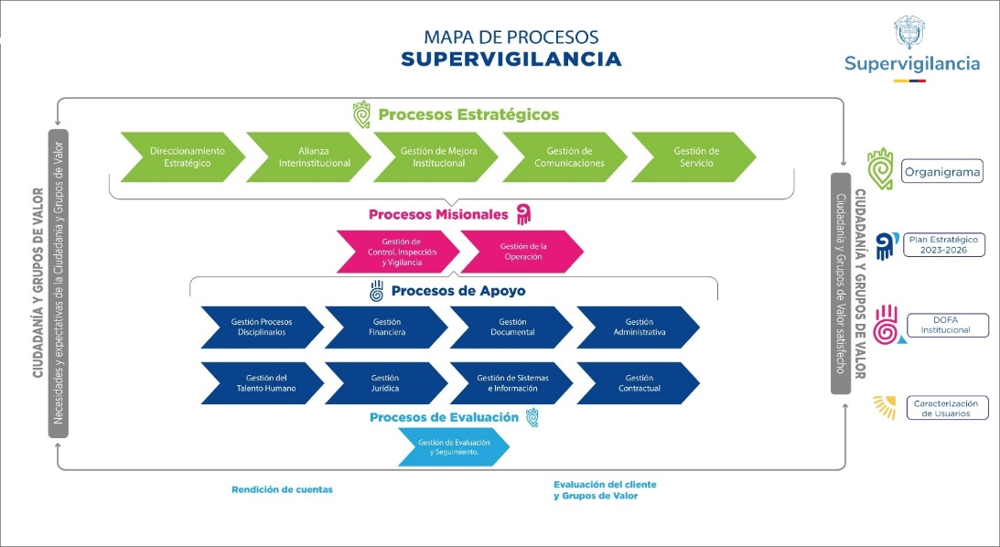 MAPA DE PROCESOS
SUPERVIGILANCIA
Supervigilancia
Procesos Estratégicos
Direccionamiento
Estratégico
Alianza
Interinstitucional
Gestión de Mejora
Institucional
Gestión de
Comunicaciones
Gestión de
Servicio
CIUDADANÍA Y GRUPOS DE VALOR
Necesidades y expectativas de la Ciudadanía y Grupos de Valor
Procesos Misionales
Gestión de
Control, Inspección
y Vigilancia
Gestión de la
Operación
Procesos de Apoyo
Gestión Procesos
Disciplinarios
Gestión
Financiera
Gestión
Documental
Gestión
Administrativa
Gestión del
Talento Humano
Gestión
Jurídica
Gestión de Sistemas
e Información
Gestión
Contractual
Procesos de Evaluación
Gestión de Evaluación
y Seguimiento.
Ciudadanía y Grupos de Valor satisfecho
CIUDADANÍA Y GRUPOS DE VALOR
Organigrama
Plan Estratégico
2023-2026
DOFA
Institucional
Caracterización
de Usuarios
Rendición de cuentas
Evaluación del cliente
y Grupos de Valor